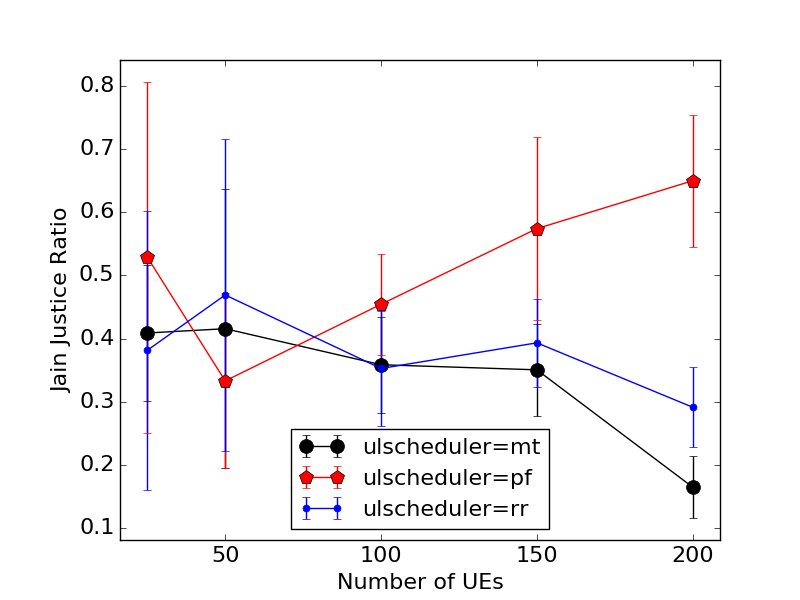 0.8
0.7
0.6
0.5
0.4
0.3
0.2
0.1
Jain Justice Ratio
ulscheduler=mt
ulscheduler=pf
ulscheduler=rr
50 100 150 200
Number of UEs